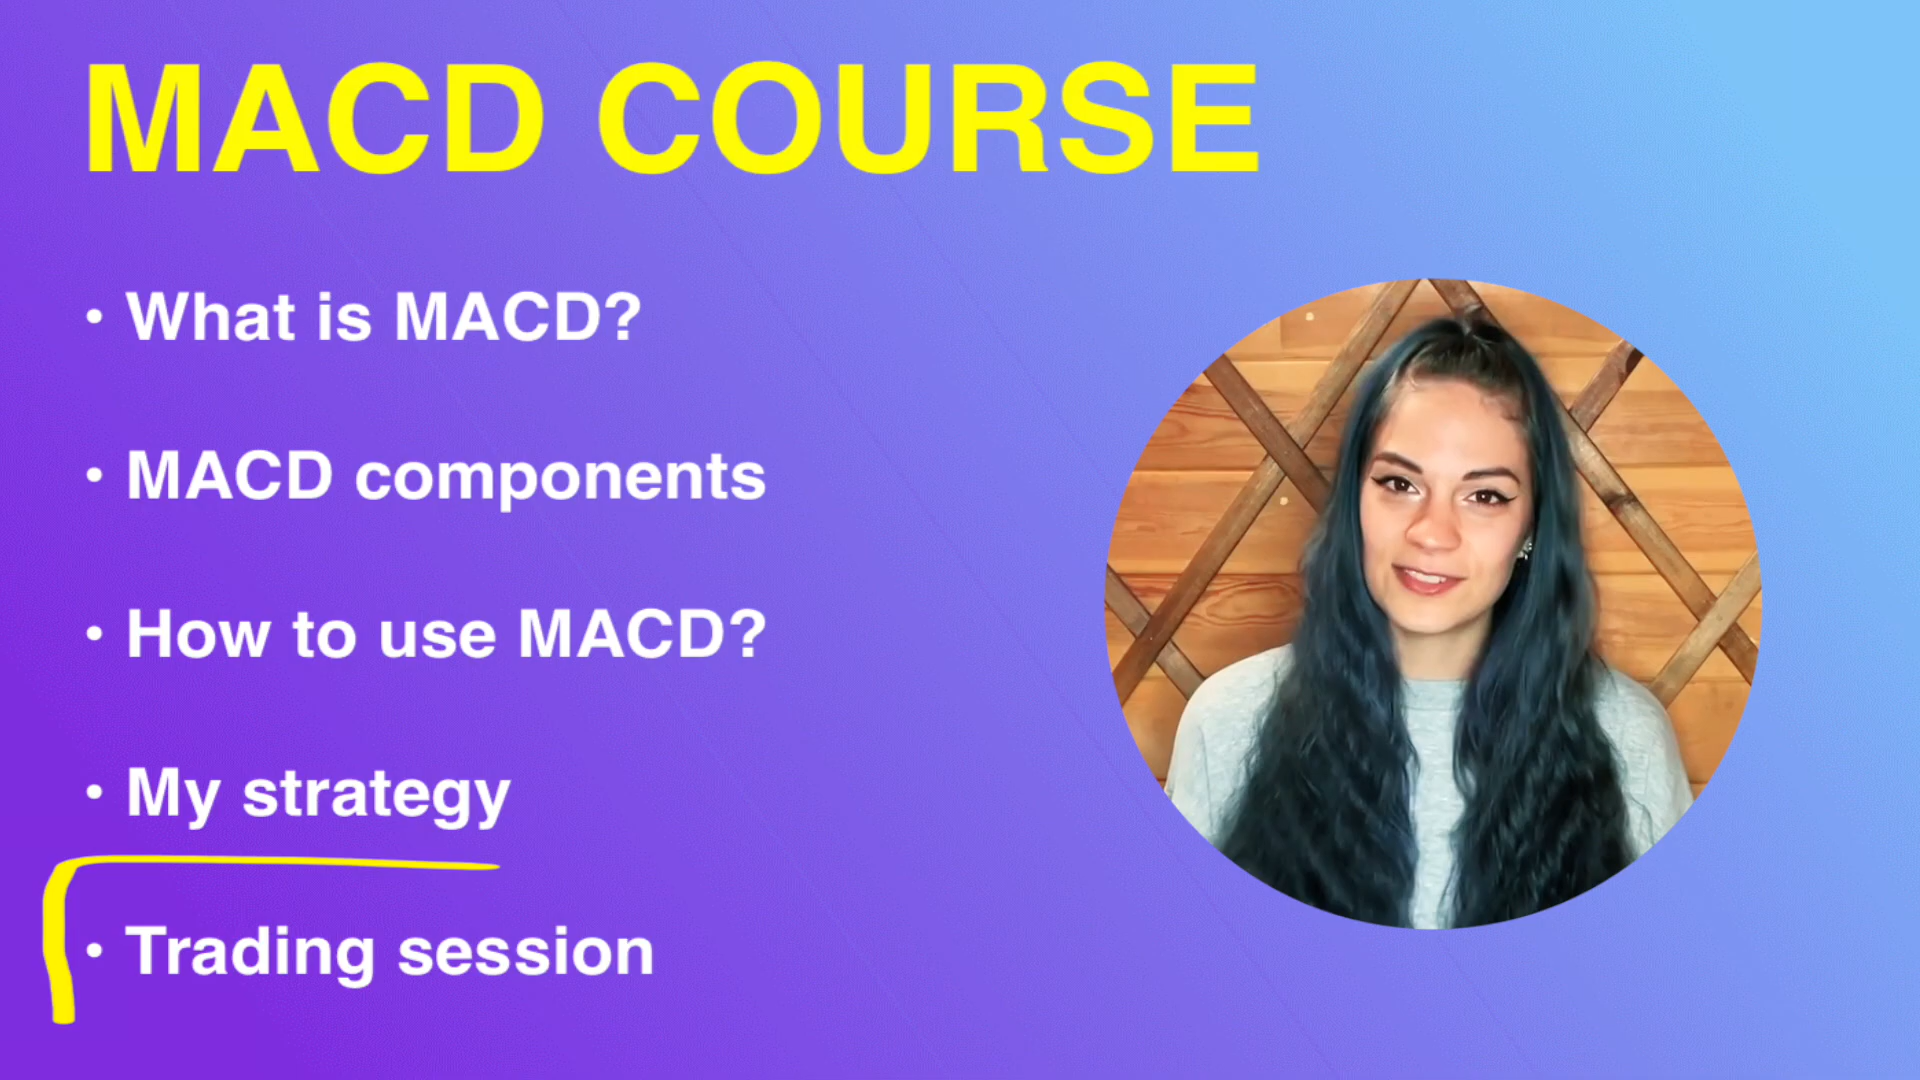 MACD COURSE
• What is MACD?
• MACD components
• How to use MACD?
• My strategy
• Trading session